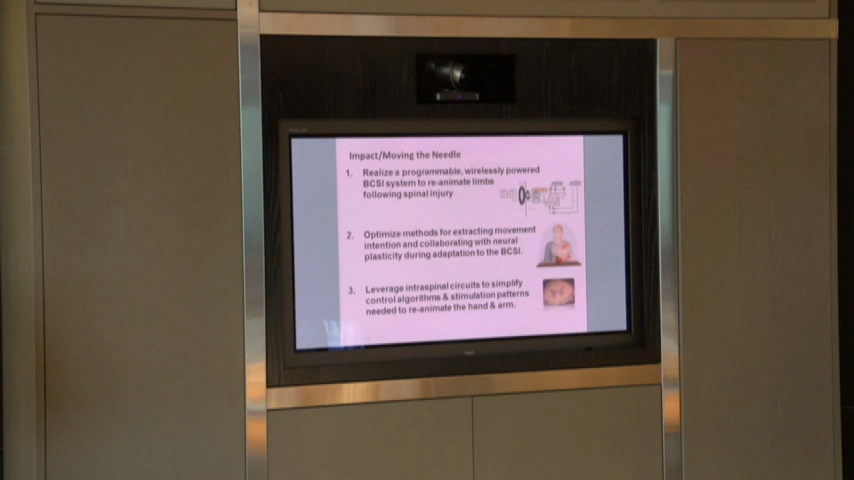 Impact/Moving the Needle
1. Realize a programmable, wirelessly powered
BCSI system to re-animate limbs
following spinal injury
2. Optimize methods for extracting movement
intention and collaborating with neural
plasticity during adaptation to the BCSI.
3. Leverage intraspinal circuits to simplify
control algorithms & stimulation patterns
needed to re-animate the hand & arm.